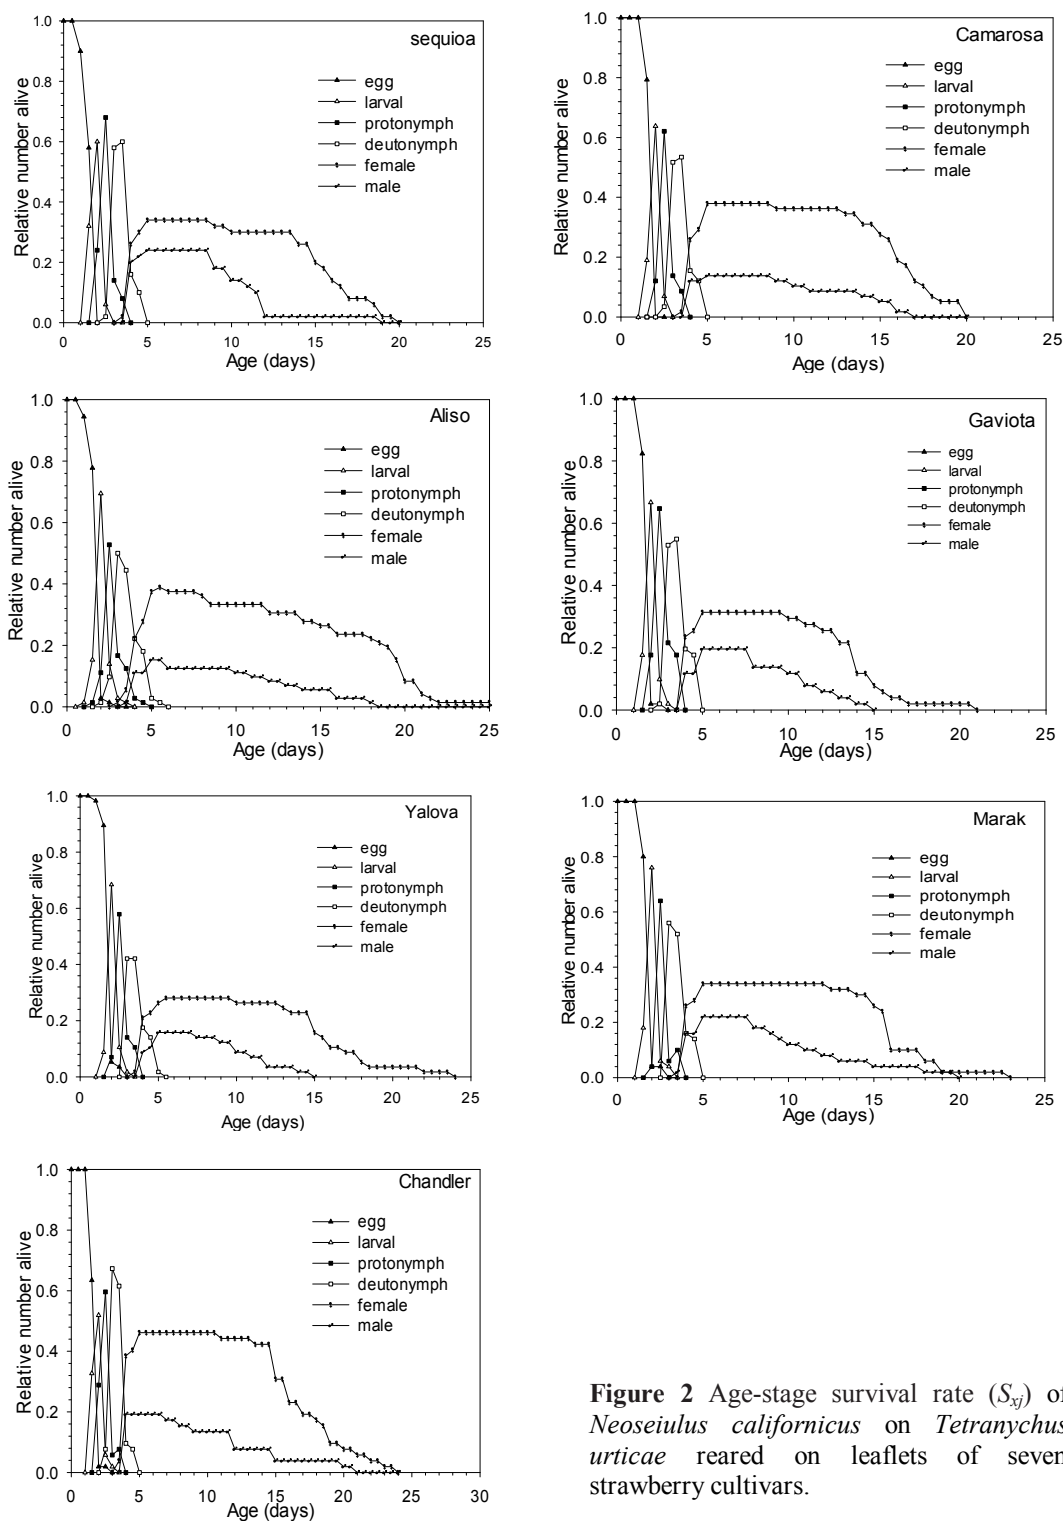 sequioa
egg
larval
protonymph
deutonymph
female
male
Relative number alive
1.0
0.8
0.6
0.4
0.2
0.0
0 5 10 15 20 25
Age (days)
Camarosa
egg
larval
protonymph
deutonymph
female
male
Relative number alive
1.0
0.8
0.6
0.4
0.2
0.0
0 5 10 15 20 25
Age (days)
Aliso
egg
larval
protonymph
deutonymph
female
male
Relative number alive
1.0
0.8
0.6
0.4
0.2
0.0
0 5 10 15 20 25
Age (days)
Gaviota
egg
larval
protonymph
deutonymph
female
male
Relative number alive
1.0
0.8
0.6
0.4
0.2
0.0
0 5 10 15 20 25
Age (days)
Yalova
egg
larval
protonymph
deutonymph
female
male
Relative number alive
1.0
0.8
0.6
0.4
0.2
0.0
0 5 10 15 20 25
Age (days)
Marak
egg
larval
protonymph
deutonymph
female
male
Relative number alive
1.0
0.8
0.6
0.4
0.2
0.0
0 5 10 15 20 25
Age (days)
Chandler
egg
larval
protonymph
deutonymph
female
male
Relative number alive
1.0
0.8
0.6
0.4
0.2
0.0
0 5 10 15 20 25 30
Age (days)
Figure 2 Age-stage survival rate (Sxj) of
Neoseiulus californicus on Tetranychus
urticae reared on leaflets of seven
strawberry cultivars.